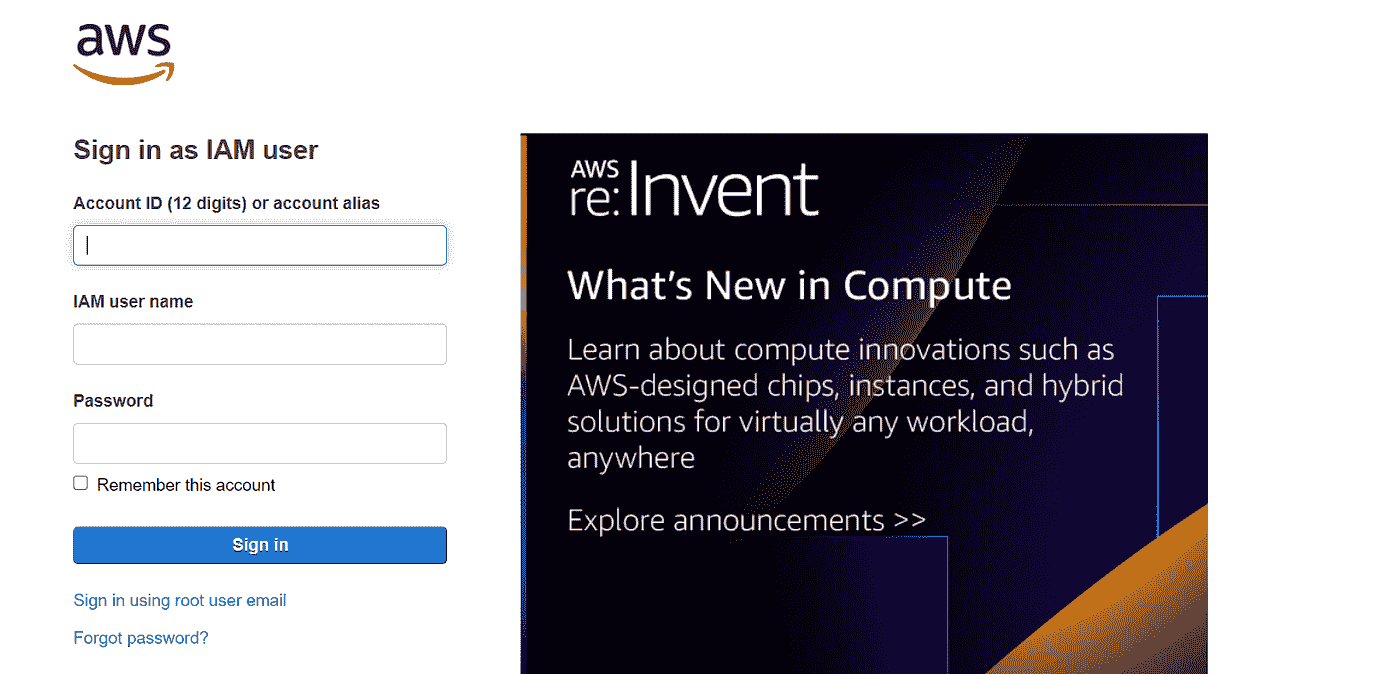 aws
Sign in as IAM user
Account ID (12 digits) or account alias
IAM user name
Password
Remember this account
Sign in
Sign in using root user email
Forgot password?
AWS
re:Invent
What's New in Compute
Learn about compute innovations such as
AWS-designed chips, instances, and hybrid
solutions for virtually any workload,
anywhere
Explore announcements >>